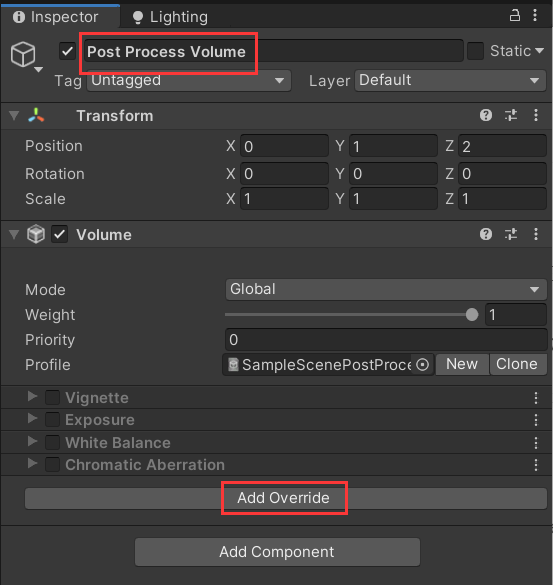 Inspector Lighting
Post Process Volume Static
Tag Untagged Layer Default
Transform
Position X 0 Y 1 Z 2
Rotation X 0 Y 0 Z 0
Scale X 1 Y 1 Z 1
Volume
Mode Global
Weight 1
Priority 0
Profile SampleScenePostProce New Clone
Vignette
Exposure
White Balance
Chromatic Aberration
Add Override
Add Component